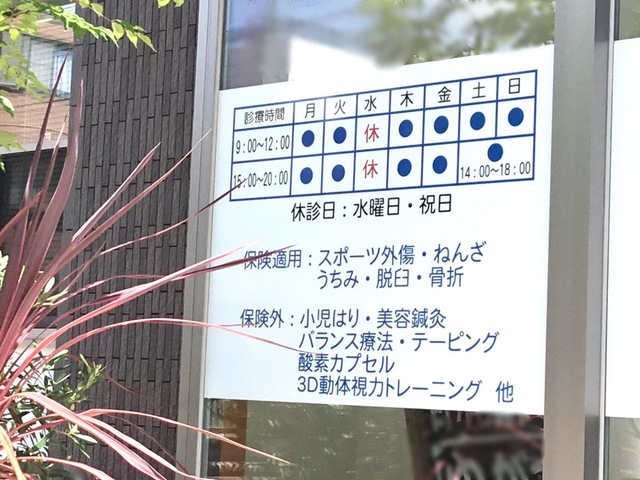 診療時間 月 火 水 木 金 土 日
9:00〜12:00 ● ● 休 ● ● ● ●
15:00〜20:00 ● ● 休 ● ● ●
14:00〜18:00
休診日:水曜日・祝日
保険適用:スポーツ外傷・ねんざ
うちみ・脱臼・骨折
保険外:小児はり・美容鍼灸
バランス療法・テーピング
酸素カプセル
3D動体視力トレーニング 他